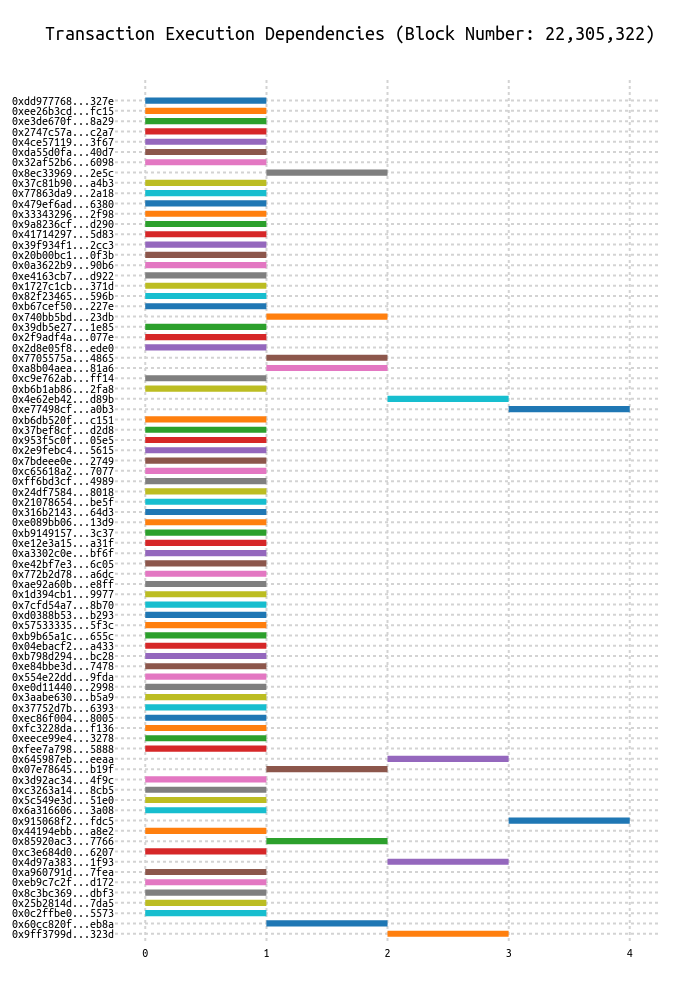 Transaction Execution Dependencies (Block Number: 22,305,322)
0xdd977768...327e
0xee26b3cd...fc15
0xe3de670f...8a29
0x2747c57a...c2a7
0x4ce57119...3f67
0xda55d0fa...40d7
0x32af52b6...6098
0x8ec33969...2e5c
0x37c81b90...a4b3
0x77863da9...2a18
0x479ef6ad...6380
0x33343296...2f98
0x9a8236cf...d290
0x41714297...5d83
0x39f934f1...2cc3
0x20b00bc1...0f3b
0x0a3622b9...90b6
0xe4163cb7...d922
0x1727c1cb...371d
0x82f23465...596b
0xb67cef50...227e
0x740bb5bd...23db
0x39db5e27...1e85
0x2f9adf4a...077e
0x2d8e05f8...ede0
0x7705575a...4865
0xa8b04aea...81a6
0xc9e762ab...ff14
0xb6b1ab86...2fa8
0x4e62eb42...d89b
0xe77498cf...a0b3
0xb6db520f...c151
0x37bef8cf...d2d8
0x953f5c0f...05e5
0x2e9febc4...5615
0x7bdeee0e...2749
0xc65618a2...7077
0xff6bd3cf...4989
0x24df7584...8018
0x21078654...be5f
0x316b2143...64d3
0xe089bb06...13d9
0xb9149157...3c37
0xe12e3a15...a31f
0xa3302c0e...bf6f
0xe42bf7e3...6c05
0x772b2d78...a6dc
0xae92a60b...e8ff
0x1d394cb1...9977
0x7cfd54a7...8b70
0xd0388b53...b293
0x57533335...5f3c
0xb9b65a1c...655c
0x04ebacf2...a433
0xb798d294...bc28
0xe84bbe3d...7478
0x554e22dd...9fda
0xe0d11440...2998
0x3aabe630...b5a9
0x37752d7b...6393
0xec86f004...8005
0xfc3228da...f136
0xeece99e4...3278
0xfee7a798...5888
0x645987eb...eeaa
0x07e78645...b19f
0x3d92ac34...4f9c
0xc3263a14...8cb5
0x5c549e3d...51e0
0x6a316606...3a08
0x915068f2...fdc5
0x44194ebb...a8e2
0x85920ac3...7766
0xc3e684d0...6207
0x4d97a383...1f93
0xa960791d...7fea
0xeb9c7c2f...d172
0x8c3bc369...dbf3
0x25b2814d...7da5
0x0c2ffbe0...5573
0x60cc820f...eb8a
0x9ff3799d...323d
0 1 2 3 4